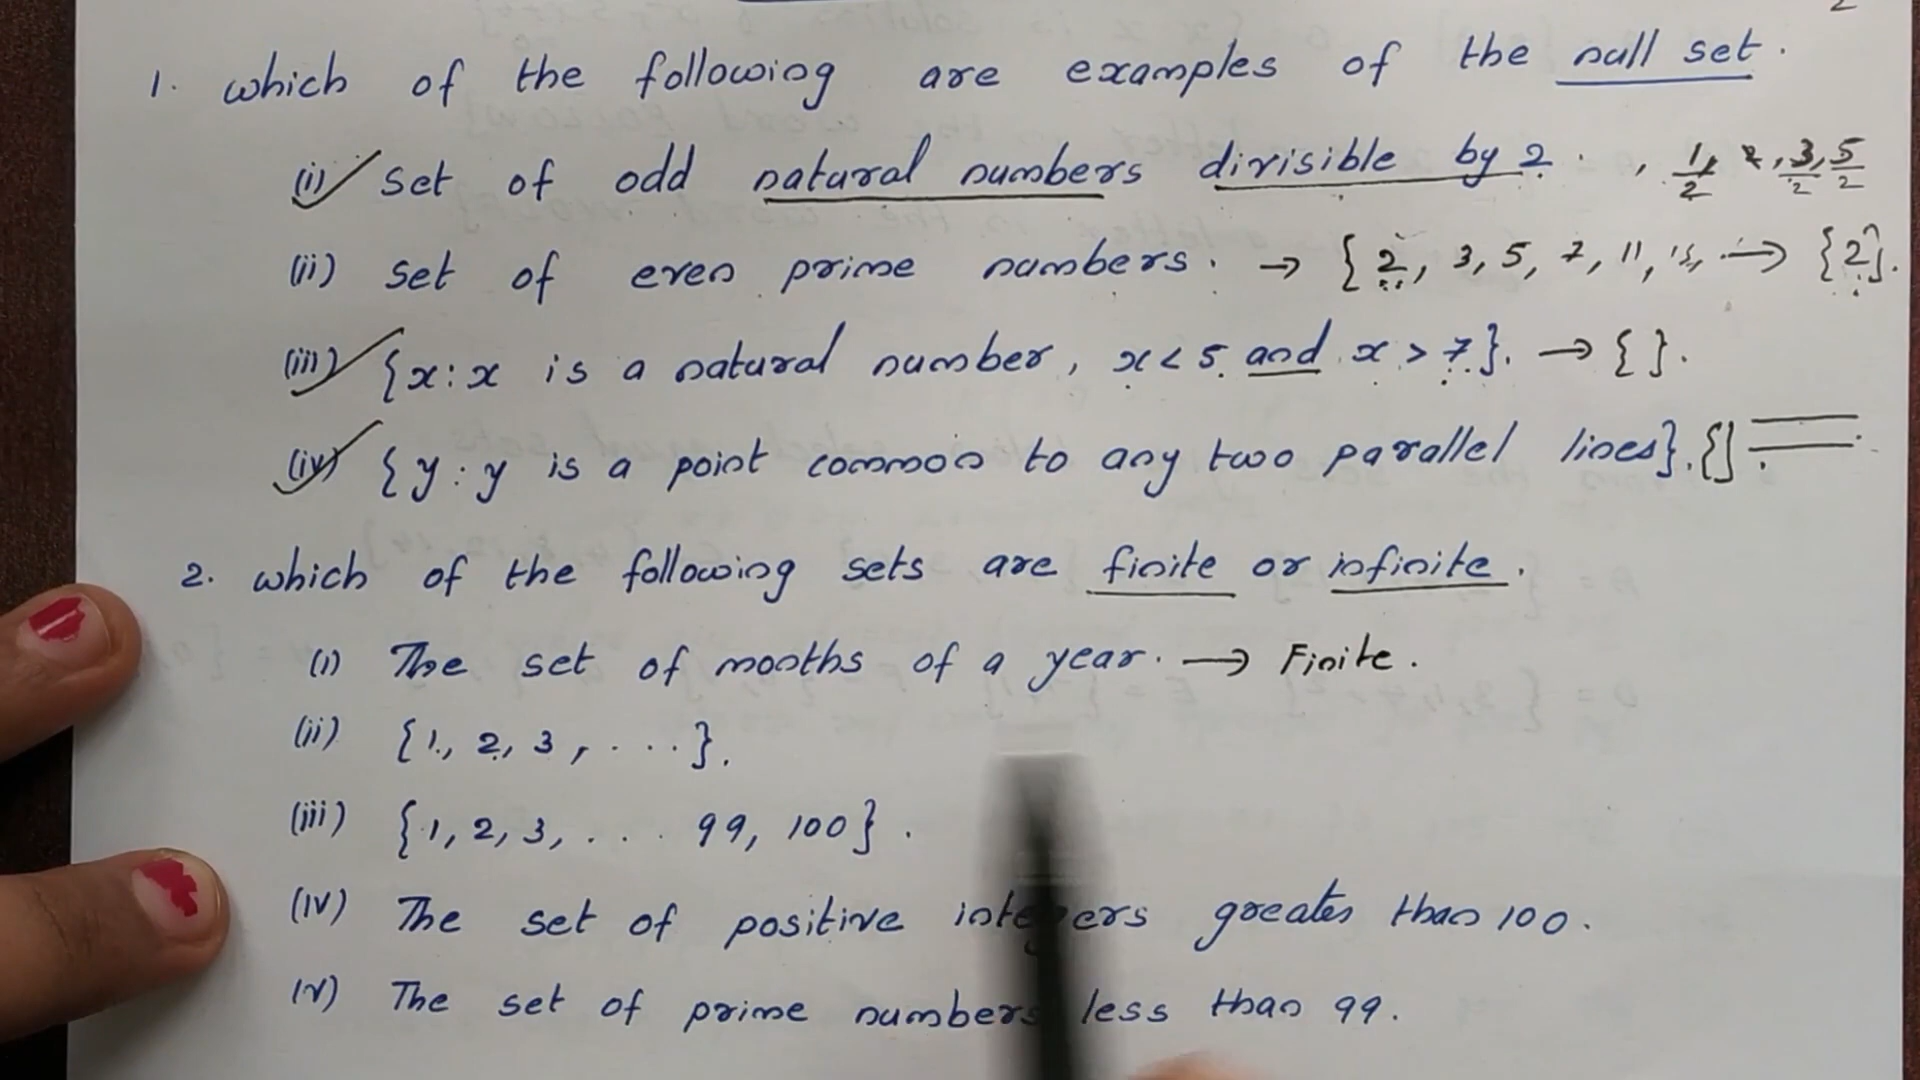 1. which of the following are examples of the null set.
(i) set of odd natural numbers divisible by 2. , 1/2, 3/2, 5/2
(ii) set of even prime numbers. → {2, 3, 5, 7, 11, 13, ... → {2}.
(iii) {x:x is a natural number, x<5 and x>7}. → { }.
(iv) {y:y is a point common to any two parallel lines}. { }
2. which of the following sets are finite or infinite.
(i) The set of months of a year. → Finite.
(ii) {1, 2, 3, ....}.
(iii) {1, 2, 3, ... 99, 100}.
(iv) The set of positive integers greater than 100.
(v) The set of prime numbers less than 99.